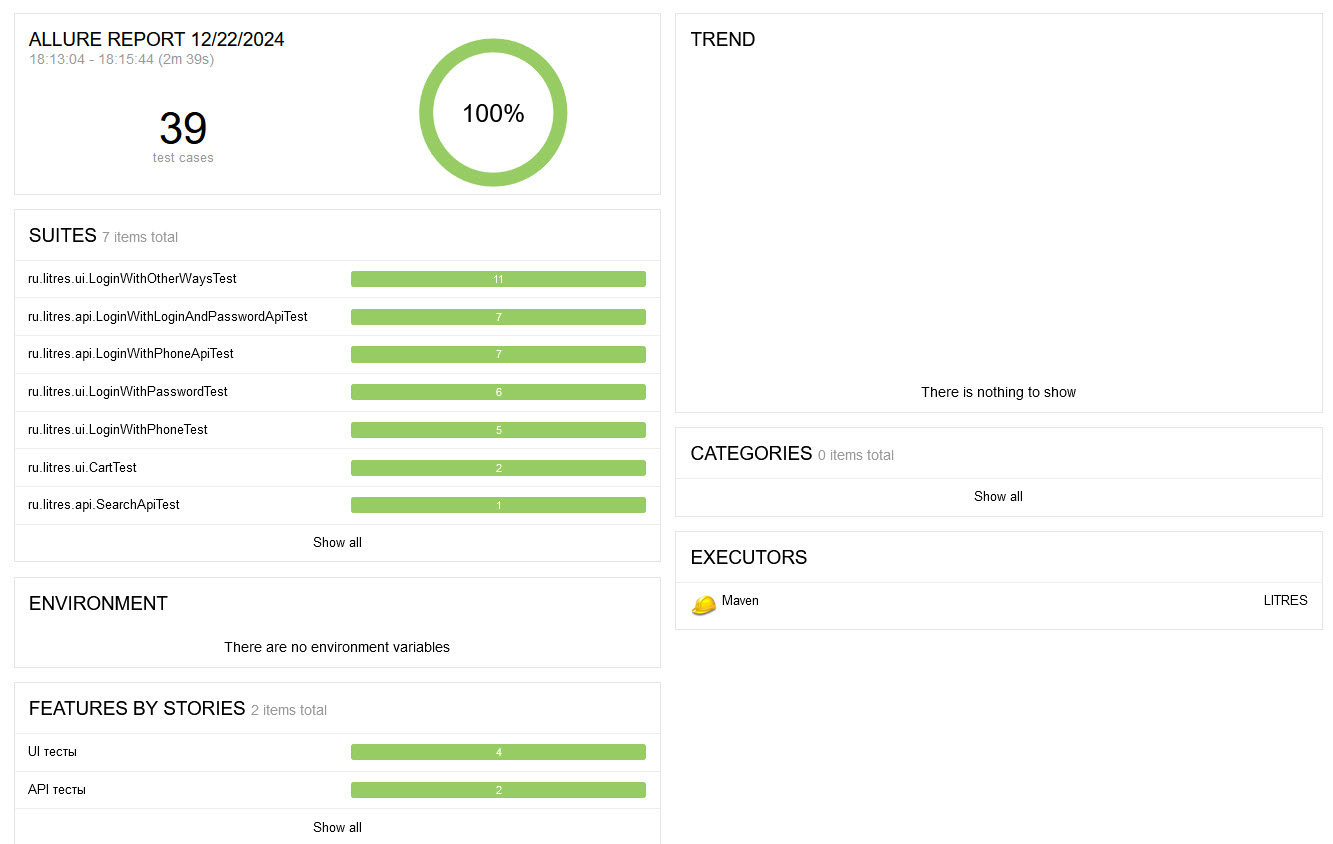 ALLURE REPORT 12/22/2024
18:13:04 - 18:15:44 (2m 39s)
39
test cases
100%
SUITES 7 items total
ru.litres.ui.LoginWithOtherWaysTest 11
ru.litres.api.LoginWithLoginAndPasswordApiTest 7
ru.litres.api.LoginWithPhoneApiTest 7
ru.litres.ui.LoginWithPasswordTest 6
ru.litres.ui.LoginWithPhoneTest 5
ru.litres.ui.CartTest 2
ru.litres.api.SearchApiTest 1
Show all
ENVIRONMENT
There are no environment variables
FEATURES BY STORIES 2 items total
UI тесты 4
API тесты 2
Show all
TREND
There is nothing to show
CATEGORIES 0 items total
Show all
EXECUTORS
Maven LITRES